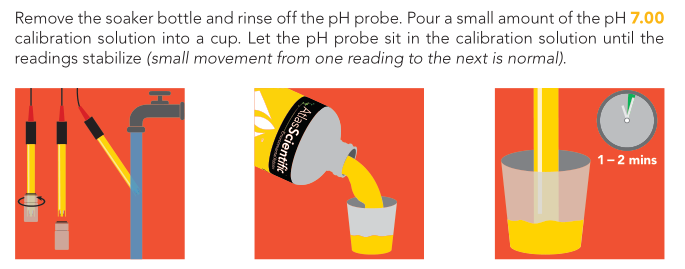 Remove the soaker bottle and rinse off the pH probe. Pour a small amount of the pH 7.00
calibration solution into a cup. Let the pH probe sit in the calibration solution until the
readings stabilize (small movement from one reading to the next is normal).
AtlasScientific
1 – 2 mins